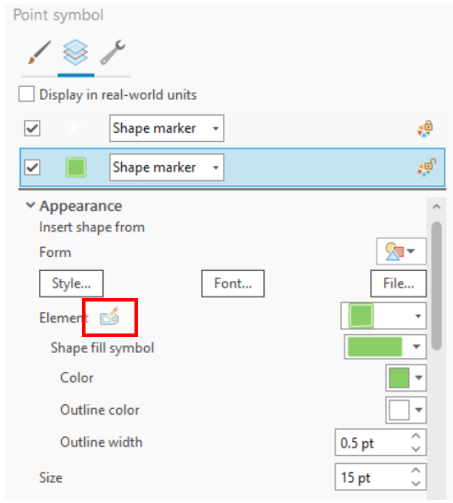 Point symbol
Display in real-world units
Shape marker
Shape marker
Appearance
Insert shape from
Form
Style... Font... File...
Element
Shape fill symbol
Color
Outline color
Outline width 0.5 pt
Size 15 pt